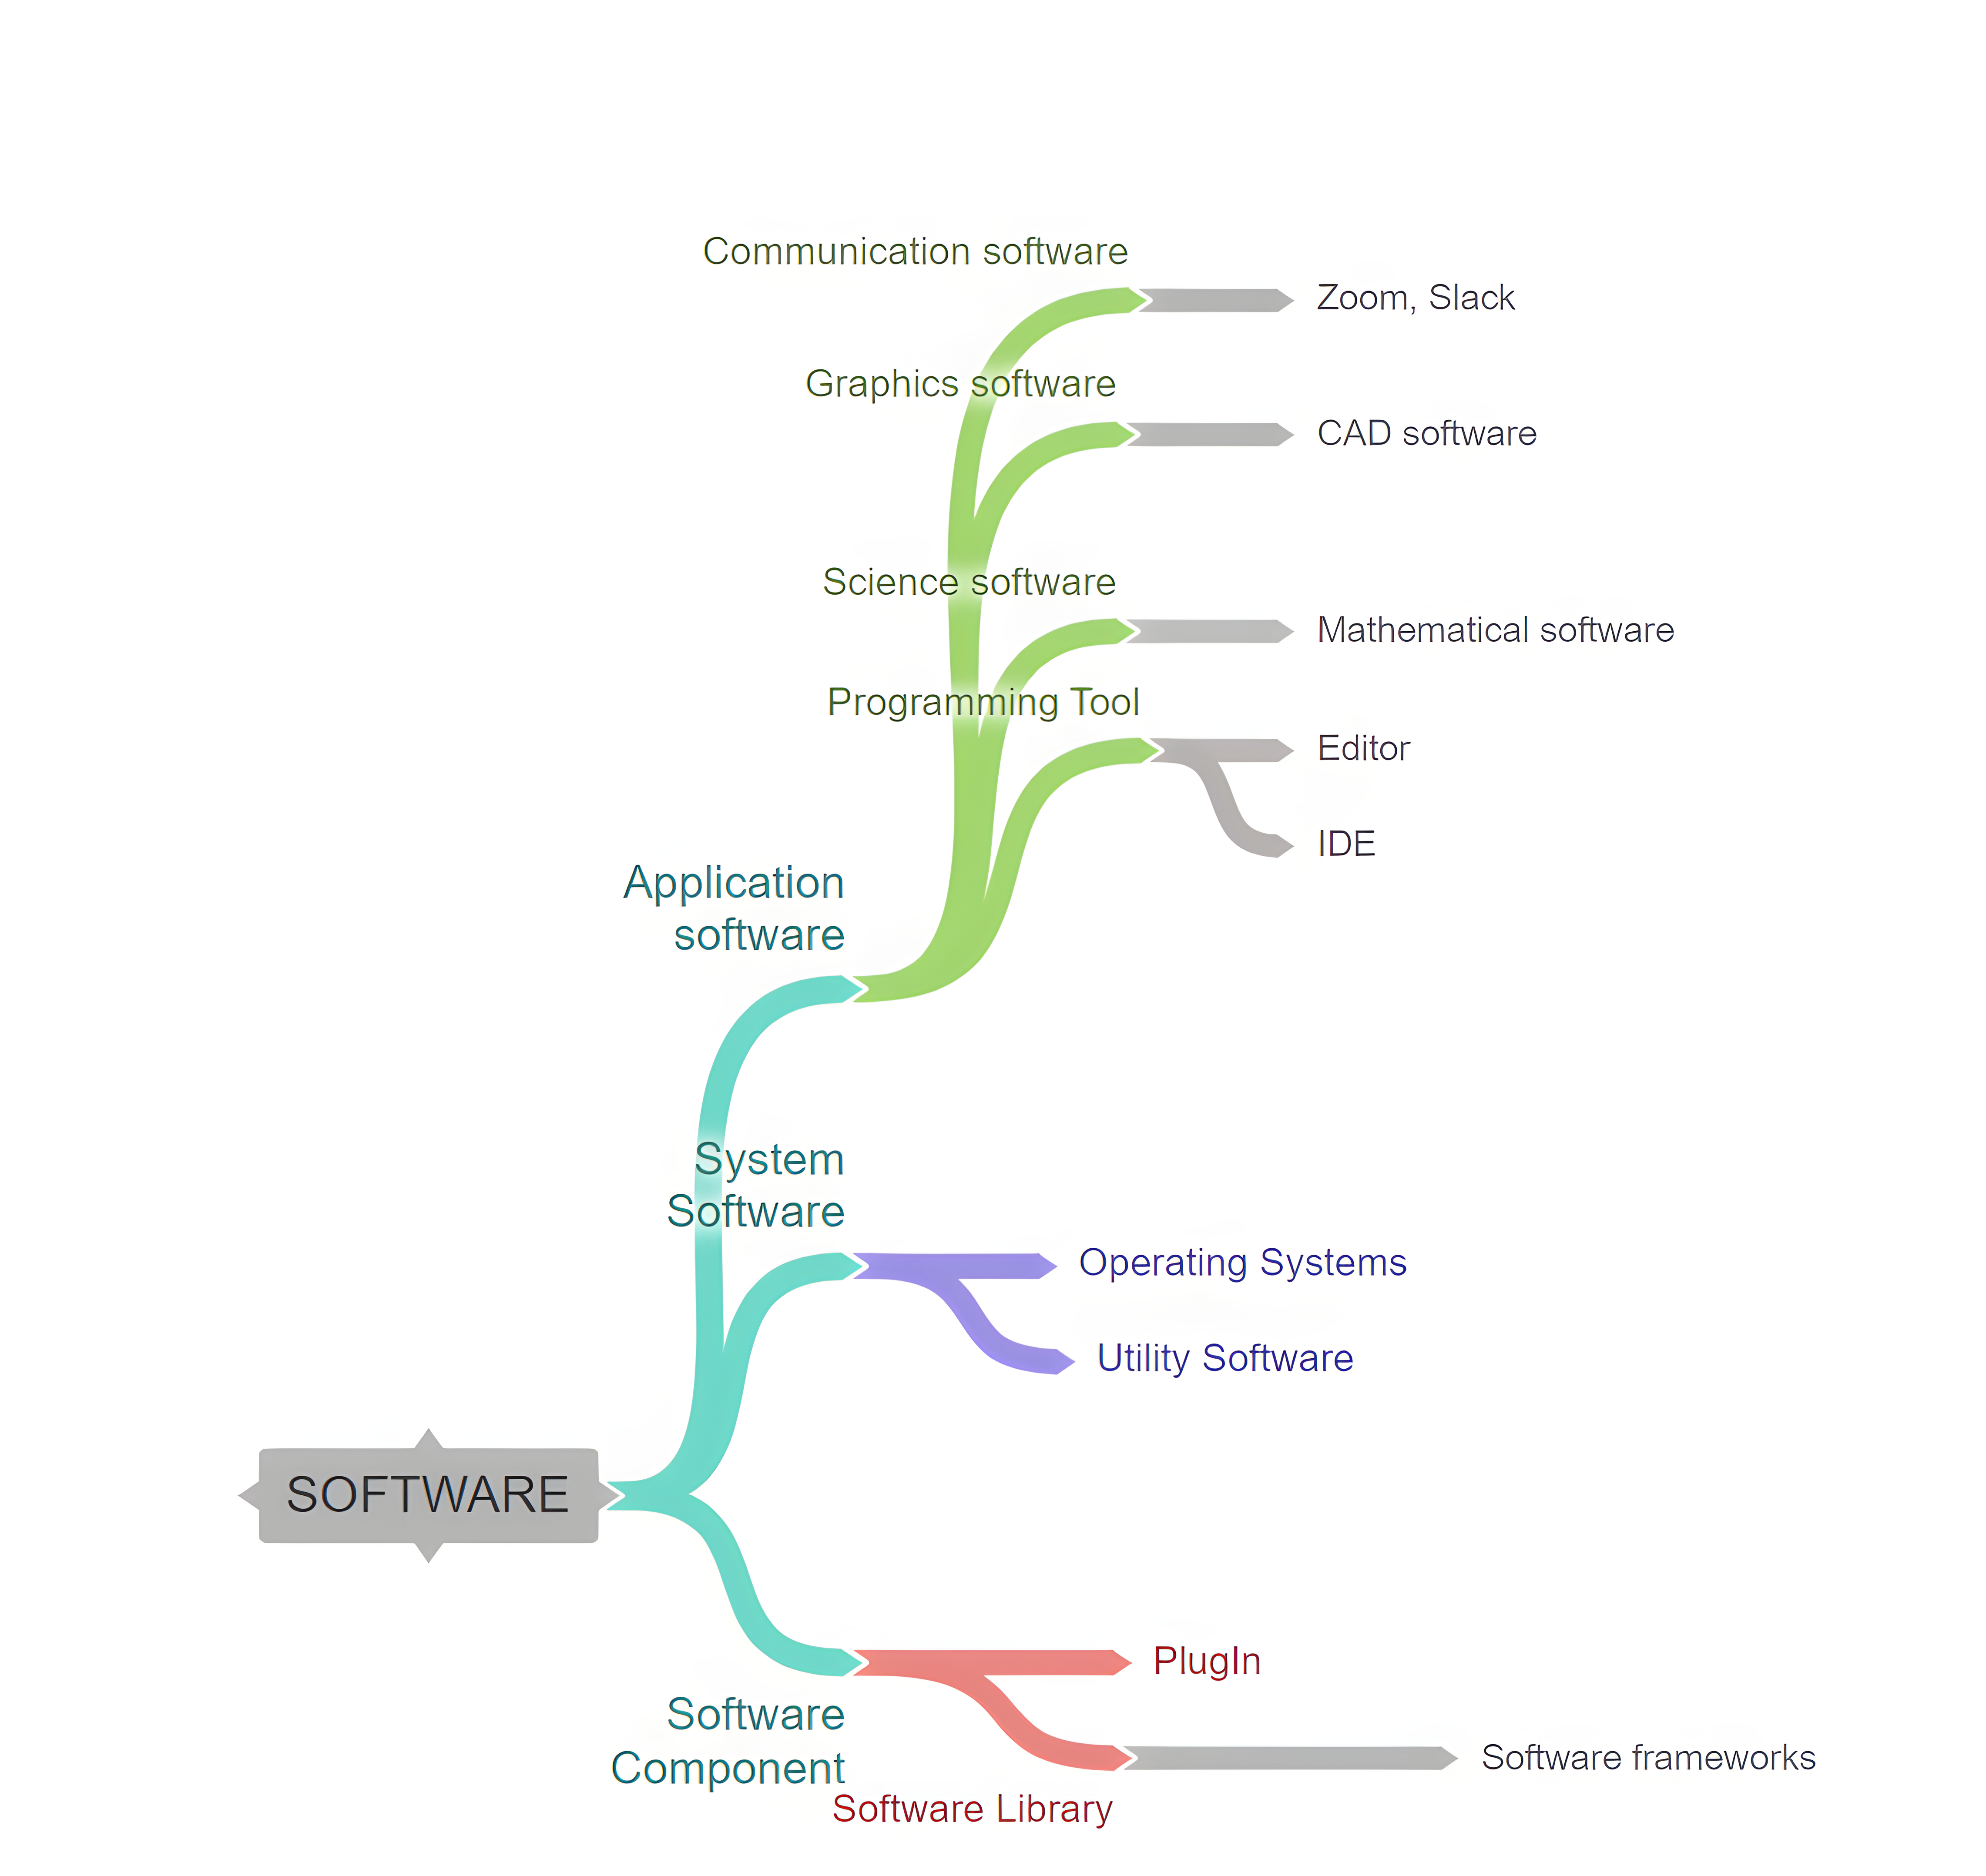 Communication software
Zoom, Slack
Graphics software
CAD software
Science software
Mathematical software
Programming Tool
Editor
IDE
Application
software
System
Software
Operating Systems
Utility Software
SOFTWARE
PlugIn
Software
Component
Software frameworks
Software Library